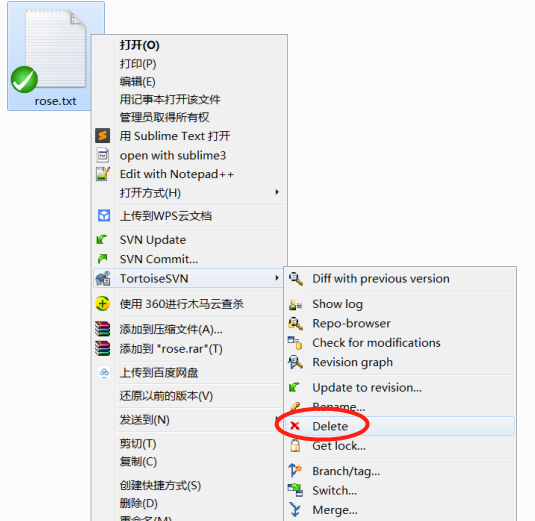 rose.txt
打开(O)
打印(P)
编辑(E)
用记事本打开该文件
管理员取得所有权
用 Sublime Text 打开
open with sublime3
Edit with Notepad++
打开方式(H)
上传到WPS云文档
SVN Update
SVN Commit...
TortoiseSVN
使用 360进行木马云查杀
添加到压缩文件(A)...
添加到 "rose.rar"(T)
上传到百度网盘
还原以前的版本(V)
发送到(N)
剪切(T)
复制(C)
创建快捷方式(S)
删除(D)
重命名(M)
Diff with previous version
Show log
Repo-browser
Check for modifications
Revision graph
Update to revision...
Rename...
Delete
Get lock...
Branch/tag...
Switch...
Merge...